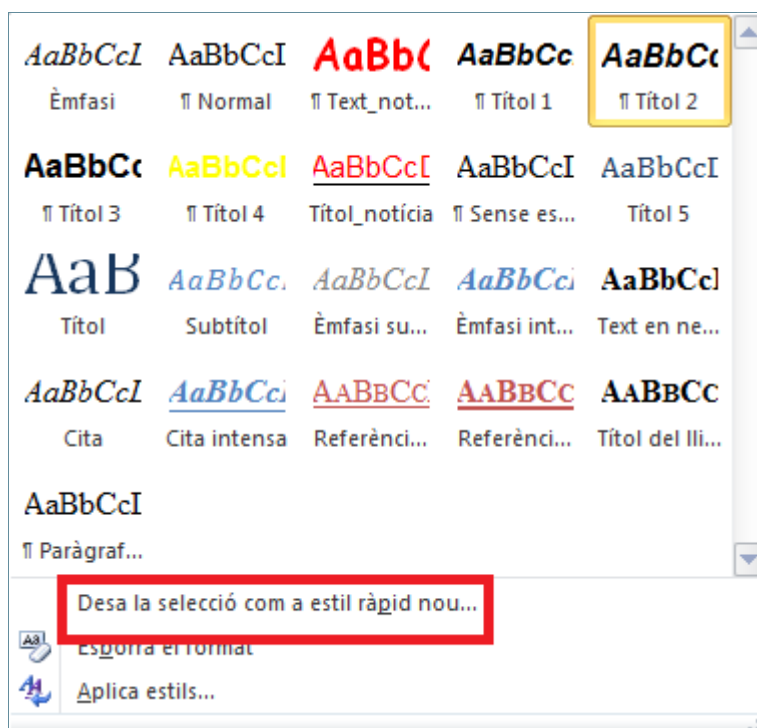 AaBbCcI AaBbCcI AaBb( AaBbCc AaBbCc
Èmfasi ¶ Normal ¶ Text_not... ¶ Títol 1 ¶ Títol 2
AaBbCc AaBbCcI AaBbCcD AaBbCcI AaBbCcI
¶ Títol 3 ¶ Títol 4 Títol_notícia ¶ Sense es... Títol 5
AaB AaBbCc. AaBbCcI AaBbCcI AaBbCcI
Títol Subtítol Èmfasi su... Èmfasi int... Text en ne...
AaBbCcI AaBbCcI AABBCC AABBCC AABBCC
Cita Cita intensa Referènci... Referènci... Títol del lli...
AaBbCcI
¶ Paràgraf...
Desa la selecció com a estil ràpid nou...
Esborra el format
Aplica estils...